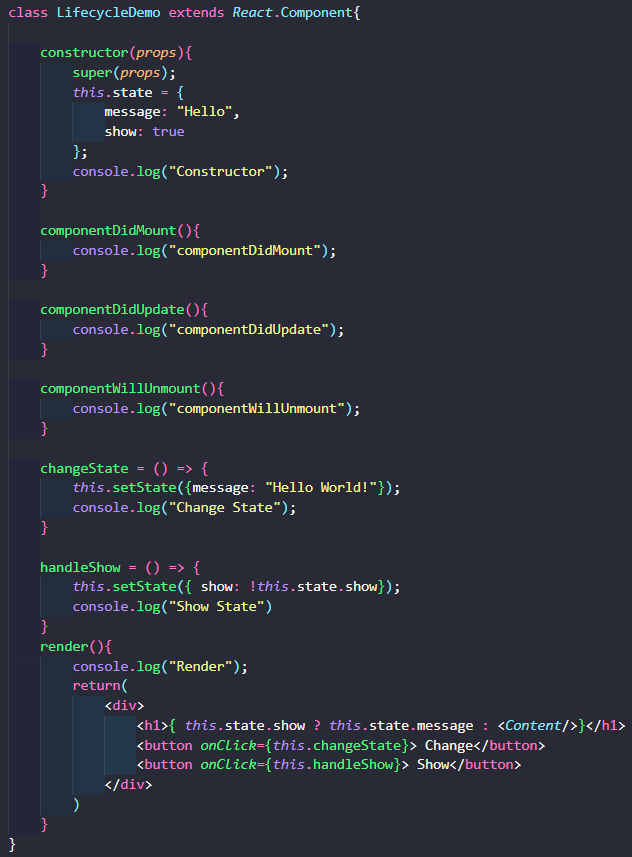 class LifecycleDemo extends React.Component{
constructor(props){
super(props);
this.state = {
message: "Hello",
show: true
};
console.log("Constructor");
}
componentDidMount(){
console.log("componentDidMount");
}
componentDidUpdate(){
console.log("componentDidUpdate");
}
componentWillUnmount(){
console.log("componentWillUnmount");
}
changeState = () => {
this.setState({message: "Hello World!"});
console.log("Change State");
}
handleShow = () => {
this.setState({ show: !this.state.show});
console.log("Show State")
}
render(){
console.log("Render");
return(
<div>
<h1>{ this.state.show ? this.state.message : <Content/>}</h1>
<button onClick={this.changeState}> Change</button>
<button onClick={this.handleShow}> Show</button>
</div>
)
}
}